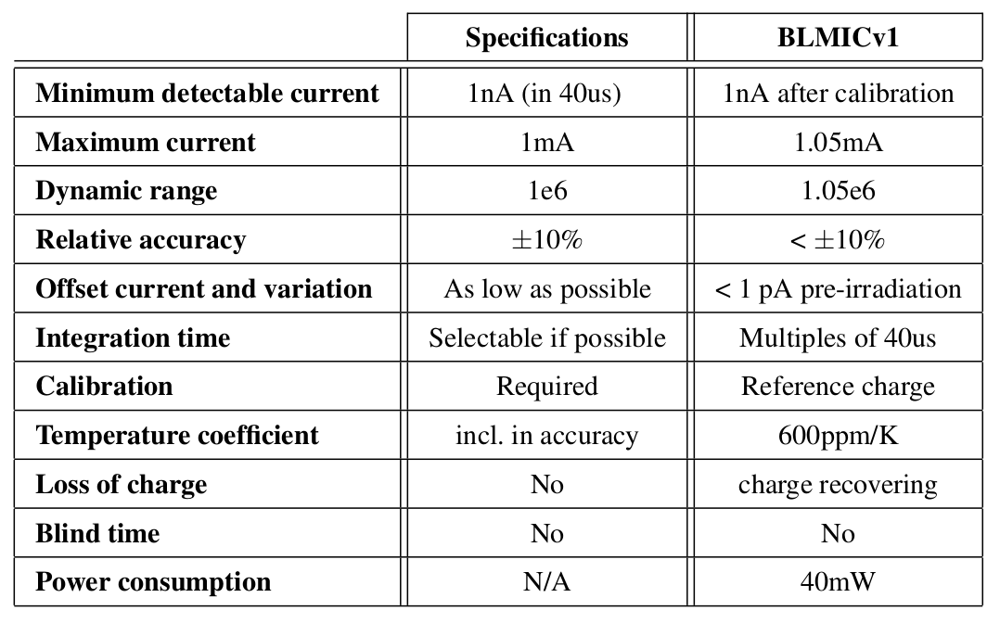 Specifications BLMICv1
Minimum detectable current 1nA (in 40us) 1nA after calibration
Maximum current 1mA 1.05mA
Dynamic range 1e6 1.05e6
Relative accuracy ±10% < ±10%
Offset current and variation As low as possible < 1 pA pre-irradiation
Integration time Selectable if possible Multiples of 40us
Calibration Required Reference charge
Temperature coefficient incl. in accuracy 600ppm/K
Loss of charge No charge recovering
Blind time No No
Power consumption N/A 40mW